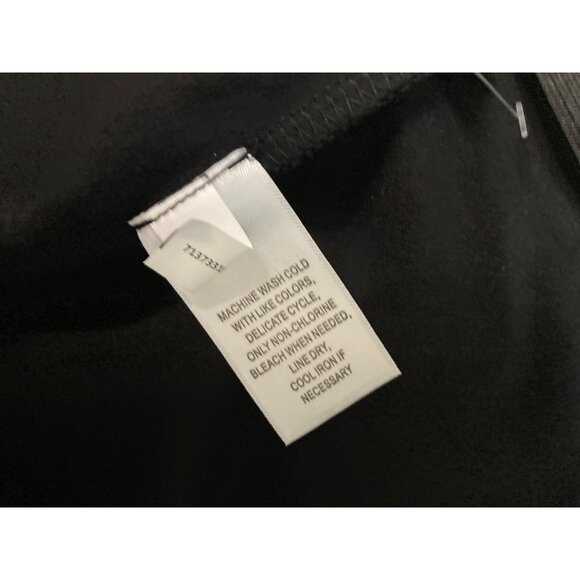 7137331
MACHINE WASH COLD
WITH LIKE COLORS,
DELICATE CYCLE,
ONLY NON-CHLORINE
BLEACH WHEN NEEDED,
LINE DRY,
COOL IRON IF
NECESSARY